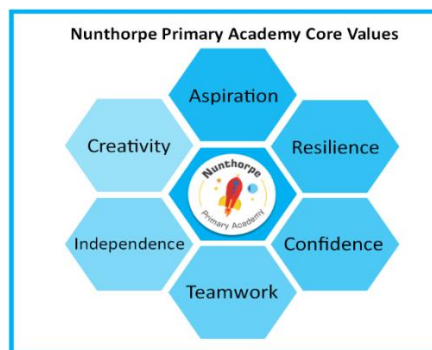 Nunthorpe Primary Academy Core Values
Aspiration
Creativity
Resilience
Nunthorpe
Primary Academy
Independence
Confidence
Teamwork